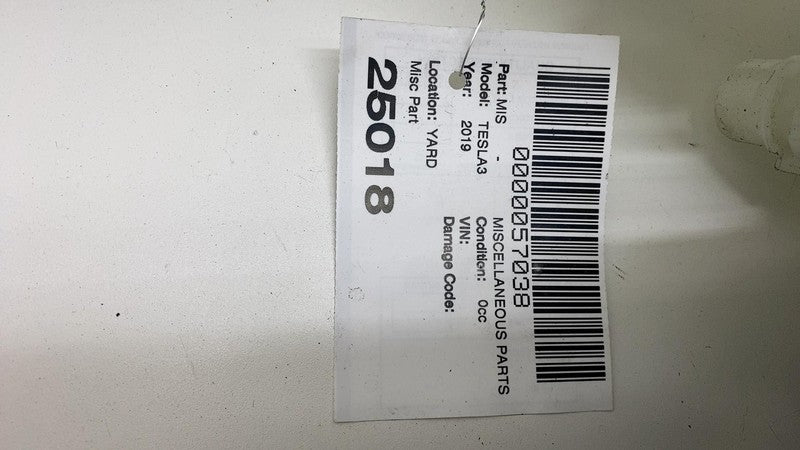 0000057038
Part: MIS - MISCELLANEOUS PARTS
Model: TESLA3 Condition: 0cc
Year: 2019 VIN:
Damage Code:
Location: YARD
Misc Part
25018